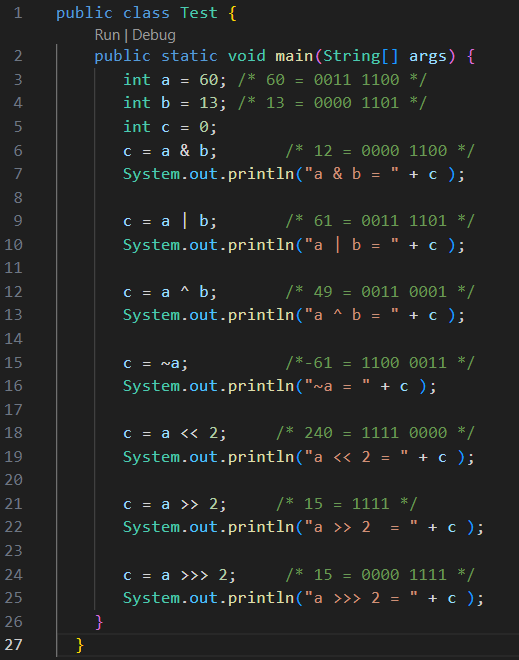 1 public class Test {
Run | Debug
2 public static void main(String[] args) {
3 int a = 60; /* 60 = 0011 1100 */
4 int b = 13; /* 13 = 0000 1101 */
5 int c = 0;
6 c = a & b;       /* 12 = 0000 1100 */
7 System.out.println("a & b = " + c );
8
9 c = a | b;       /* 61 = 0011 1101 */
10 System.out.println("a | b = " + c );
11
12 c = a ^ b;       /* 49 = 0011 0001 */
13 System.out.println("a ^ b = " + c );
14
15 c = ~a;          /*-61 = 1100 0011 */
16 System.out.println("~a = " + c );
17
18 c = a << 2;     /* 240 = 1111 0000 */
19 System.out.println("a << 2 = " + c );
20
21 c = a >> 2;     /* 15 = 1111 */
22 System.out.println("a >> 2  = " + c );
23
24 c = a >>> 2;     /* 15 = 0000 1111 */
25 System.out.println("a >>> 2 = " + c );
26 }
27 }